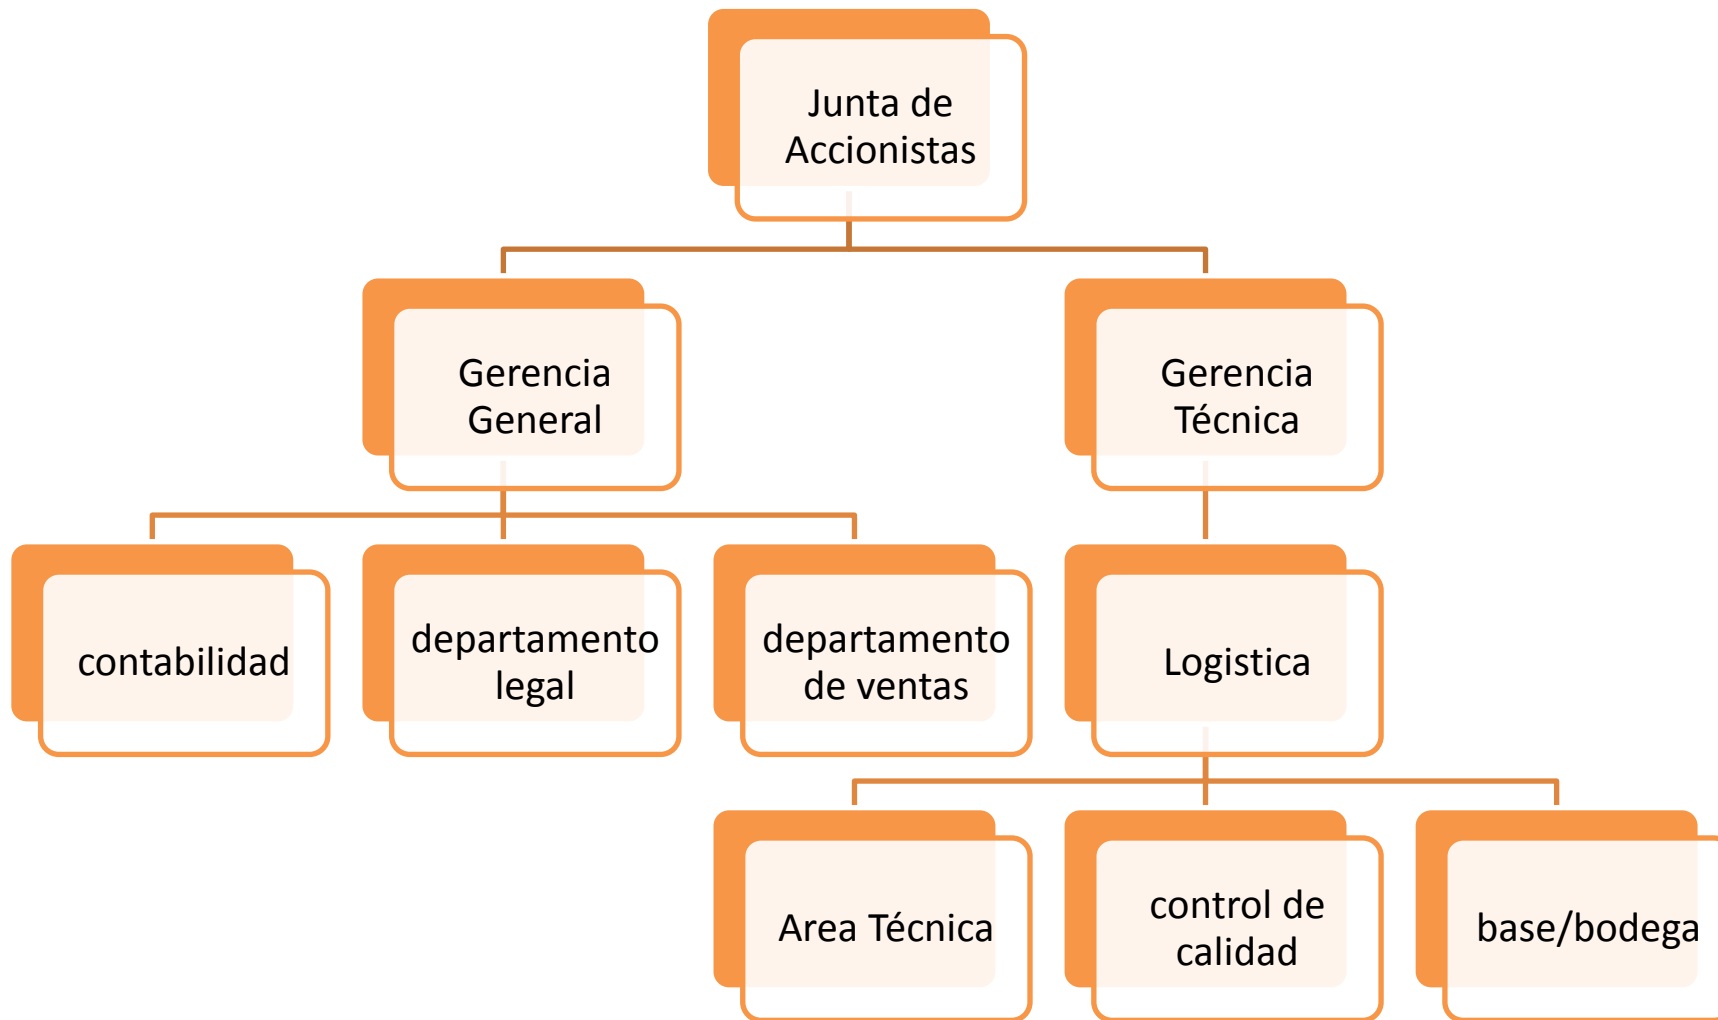 Junta de
Accionistas
Gerencia
General
Gerencia
Técnica
contabilidad
departamento
legal
departamento
de ventas
Logistica
Area Técnica
control de
calidad
base/bodega